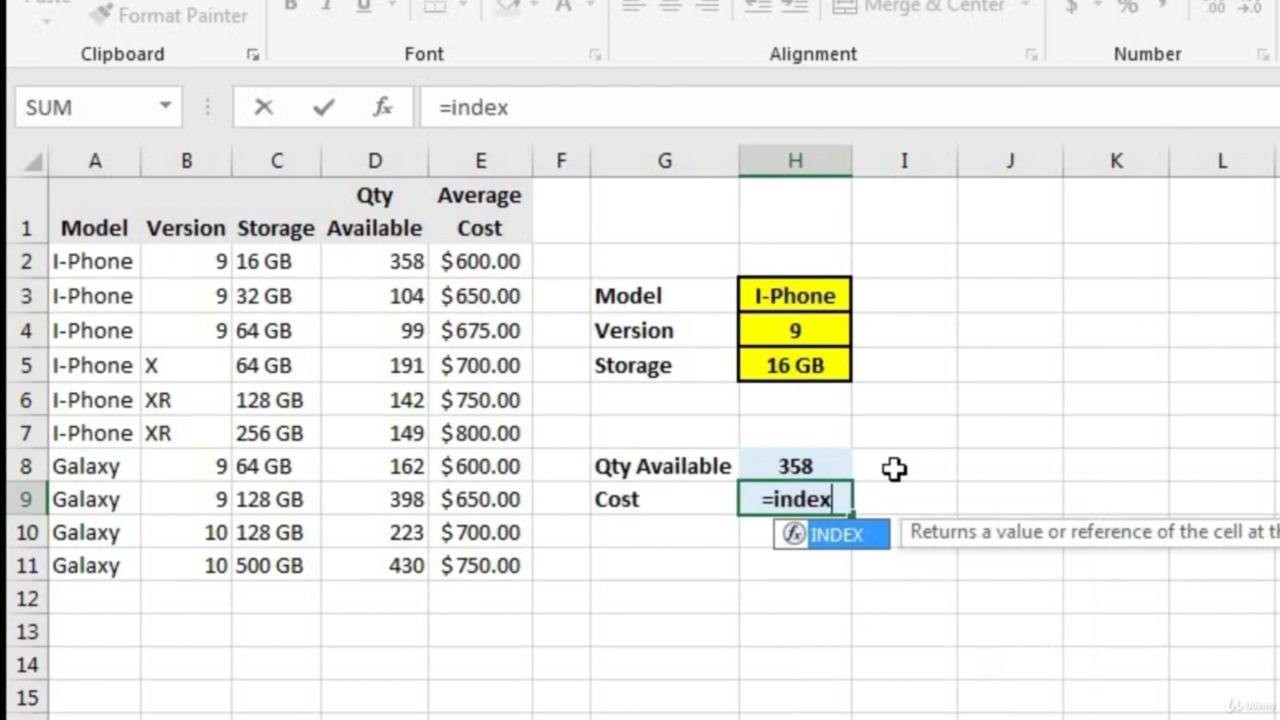 Paste
Format Painter
B I U A
Merge & Center
$ % ,
.00 →.0
Clipboard Font Alignment Number
SUM fx =index
A B C D E F G H I J K L
Qty Average
1 Model Version Storage Available Cost
2 I-Phone 9 16 GB 358 $600.00
3 I-Phone 9 32 GB 104 $650.00 Model I-Phone
4 I-Phone 9 64 GB 99 $675.00 Version 9
5 I-Phone X 64 GB 191 $700.00 Storage 16 GB
6 I-Phone XR 128 GB 142 $750.00
7 I-Phone XR 256 GB 149 $800.00
8 Galaxy 9 64 GB 162 $600.00 Qty Available 358
9 Galaxy 9 128 GB 398 $650.00 Cost =index
10 Galaxy 10 128 GB 223 $700.00 fx INDEX Returns a value or reference of the cell at th
11 Galaxy 10 500 GB 430 $750.00
12
13
14
15
Udemy